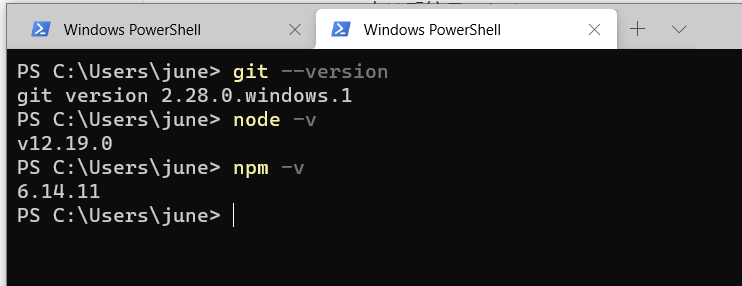 Windows PowerShell
Windows PowerShell
PS C:\Users\june> git --version
git version 2.28.0.windows.1
PS C:\Users\june> node -v
v12.19.0
PS C:\Users\june> npm -v
6.14.11
PS C:\Users\june>